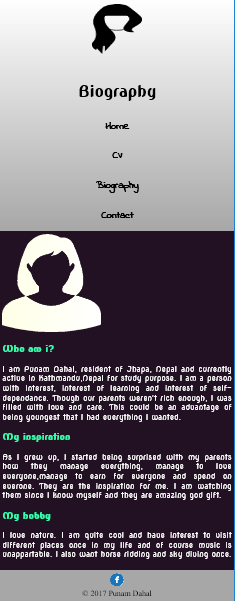 Biography
Home
CV
Biography
Contact
Who am i?
I am Punam Dahal, resident of Jhapa, Nepal and currently
active in Kathmandu,Nepal for study purpose. I am a person
with interest, interest of learning and interest of self-
dependance. Though our parents weren't rich enough, I was
filled with love and care. This could be an advantage of
being youngest that I had everything I wanted.
My inspiration
As I grew up, I started being surprised with my parents
how they manage everything, manage to love
everyone,manage to earn for everyone and spend on
everone. They are the inspiration for me. I am watching
them since I know myself and they are amazing god gift.
My hobby
I love nature. I am quite cool and have interest to visit
different places once in my life and of course music is
unappartable. I also want horse ridding and sky diving once.
© 2017 Punam Dahal